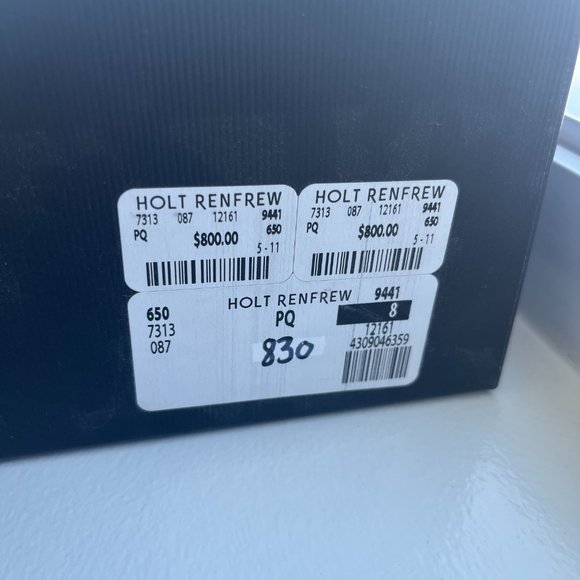 HOLT RENFREW
7313 087 12161 9441
PQ $800.00 650
5-11
HOLT RENFREW
7313 087 12161 9441
PQ $800.00 650
5-11
650 HOLT RENFREW 9441
7313 PQ 8
087 830 12161
4309046359